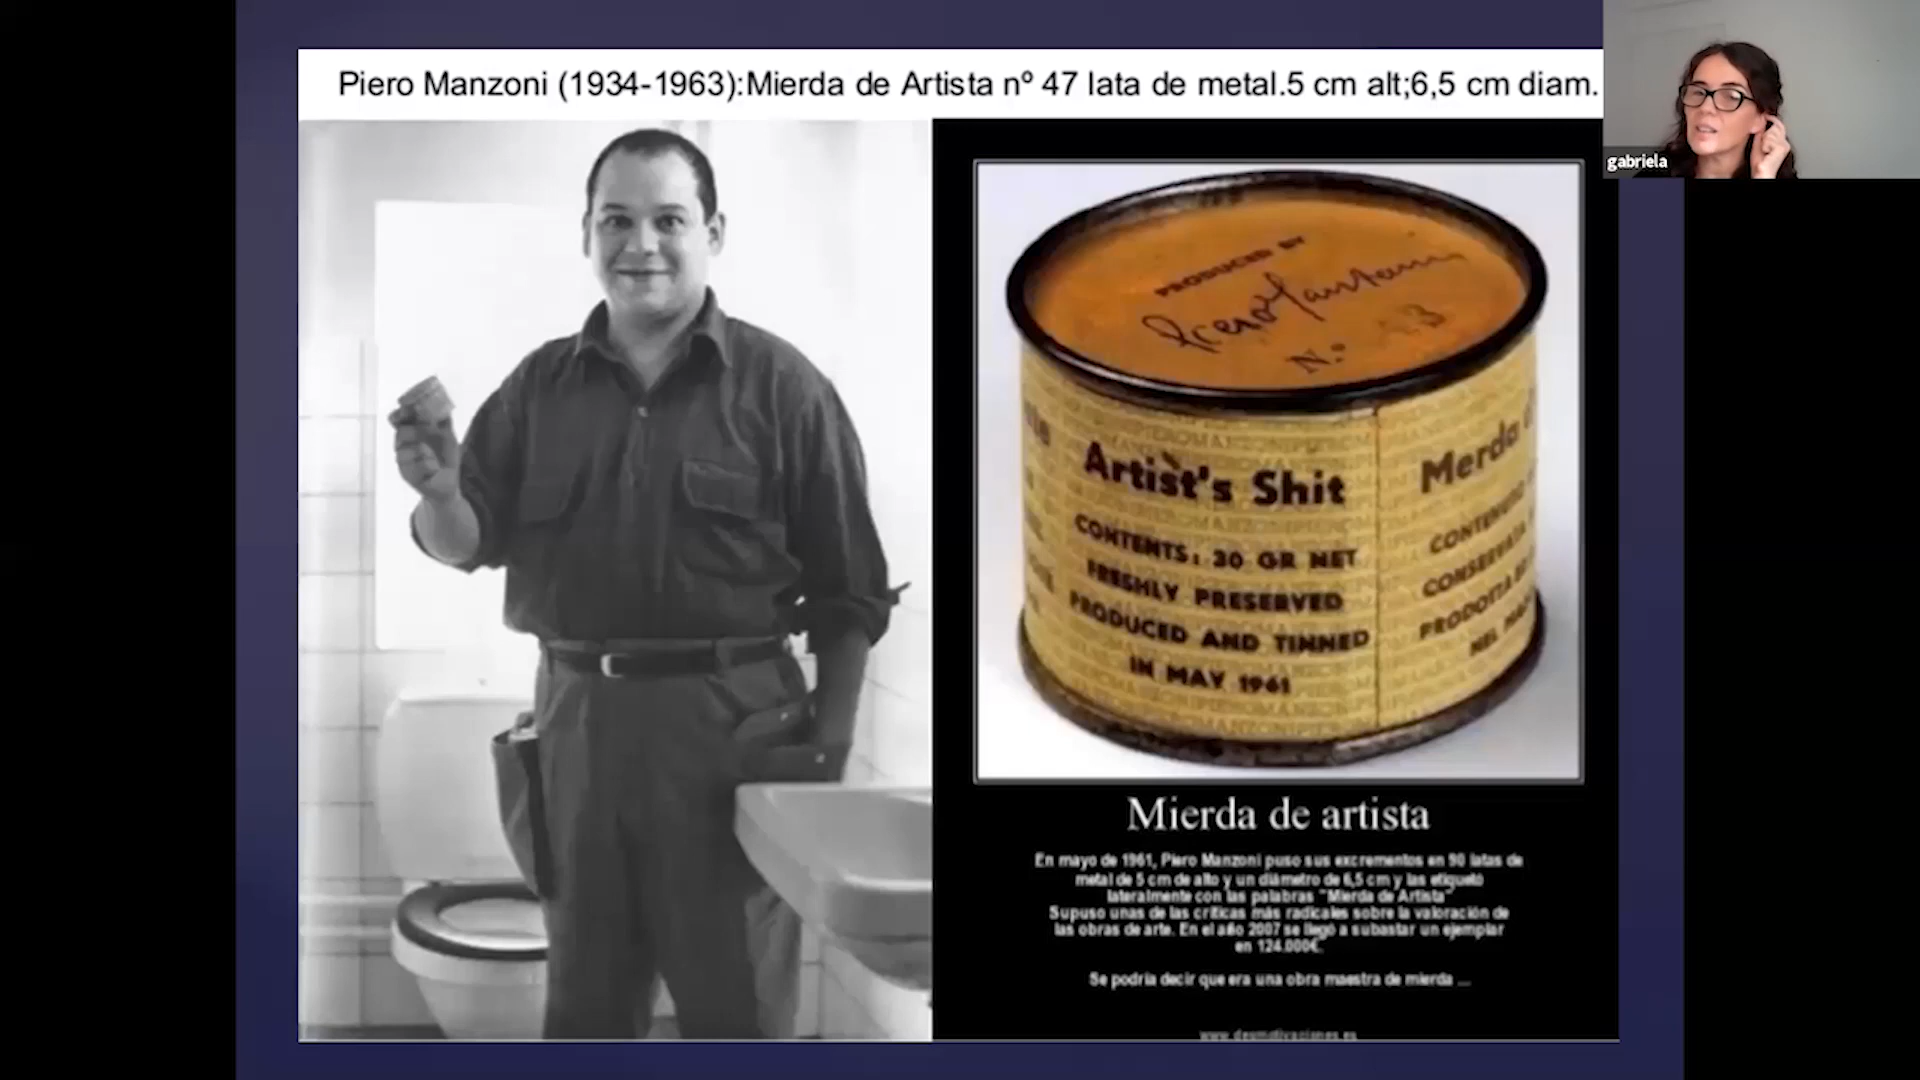 Piero Manzoni (1934-1963):Mierda de Artista nº 47 lata de metal.5 cm alt;6,5 cm diam.
gabriela
PRODUCED BY
Piero Manzoni
N.º
Artist's Shit
CONTENTS: 30 GR NET
FRESHLY PRESERVED
PRODUCED AND TINNED
IN MAY 1961
Merda
Mierda de artista
En mayo de 1961, Piero Manzoni puso sus excrementos en 90 latas de
metal de 5 cm de alto y un diámetro de 6,5 cm y las etiquetó
lateralmente con las palabras "Mierda de Artista"
Supuso unas de las críticas más radicales sobre la valoración de
las obras de arte. En el año 2007 se llegó a subastar un ejemplar
en 124.000€.
Se podría decir que era una obra maestra de mierda ...
www.desmotivaciones.es